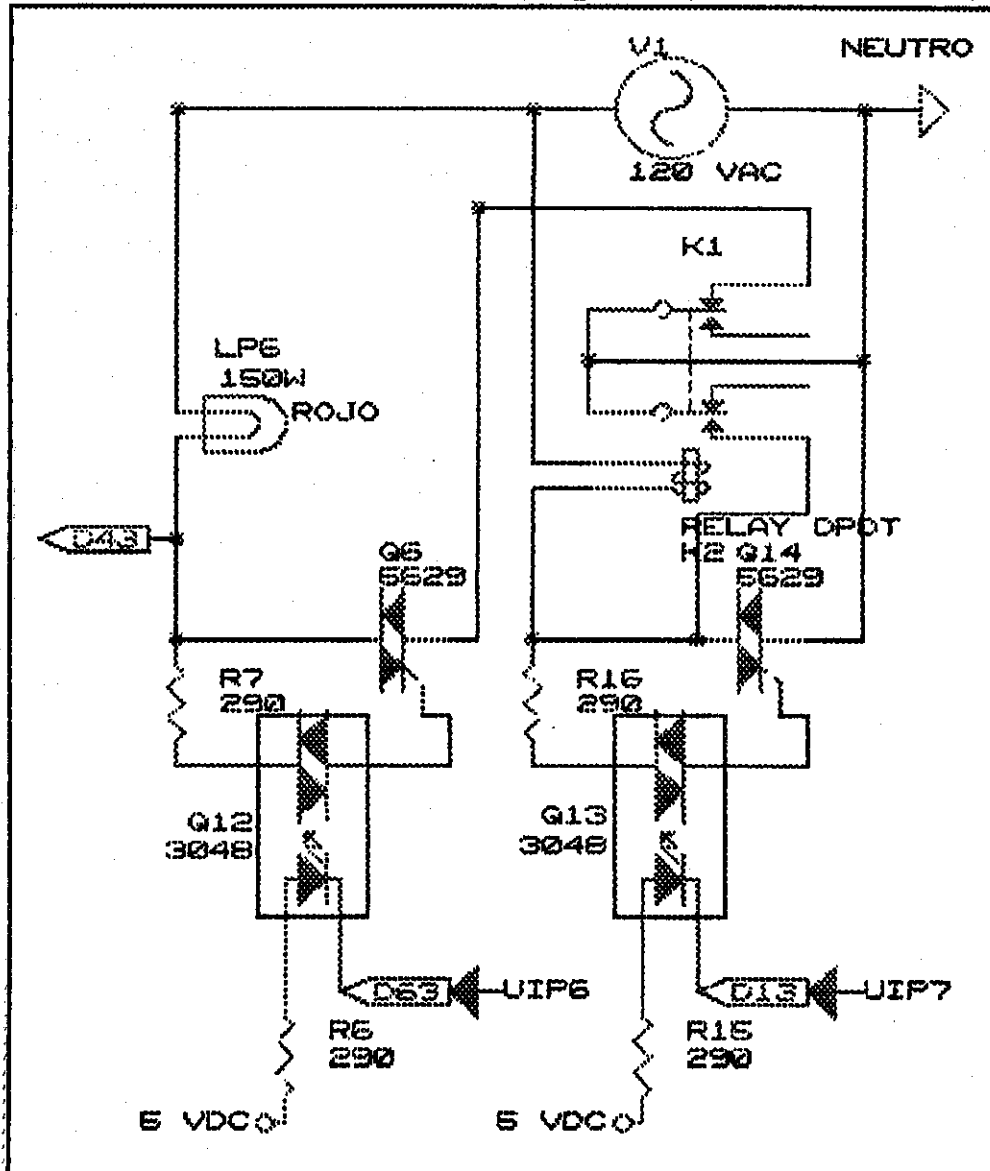 V1
NEUTRO
120 VAC
K1
LP6
150W
ROJO
D43
RELAY DPDT
Q6
5629
K2 Q14
5629
R7
290
R16
290
Q12
3048
Q13
3048
D63
UIP6
D13
UIP7
R6
290
R15
290
5 VDC
5 VDC